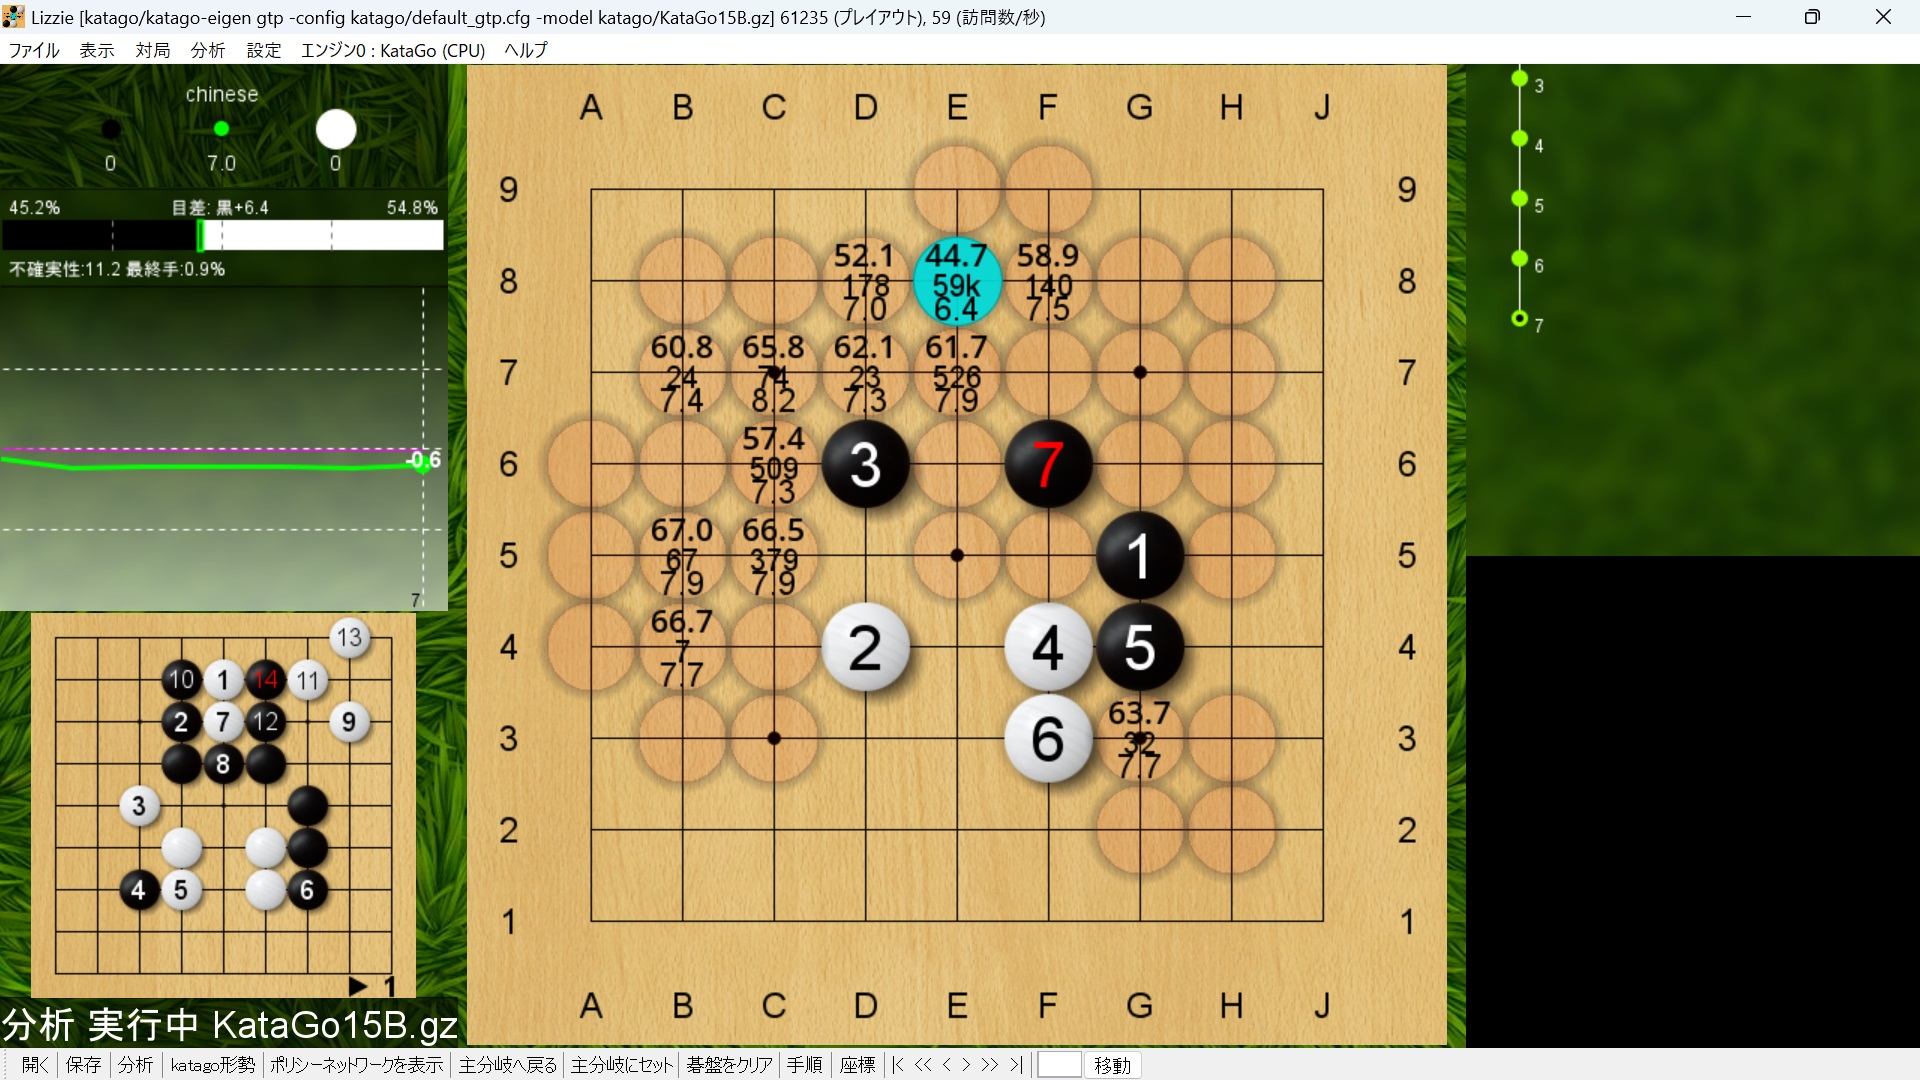 Lizzie [katago/katago-eigen gtp -config katago/default_gtp.cfg -model katago/KataGo15B.gz] 61235 (プレイアウト), 59 (訪問数/秒)
ファイル 表示 対局 分析 設定 エンジン0 : KataGo (CPU) ヘルプ
chinese
0 7.0 0
45.2% 目差: 黒+6.4 54.8%
不確実性:11.2 最終手:0.9%
-0.6
7
A B C D E F G H J
9 9
52.1 44.7 58.9
8 178 59k 140 8
7.0 6.4 7.5
60.8 65.8 62.1 61.7
7 24 74 23 526 7
7.4 8.2 7.3 7.9
57.4
6 509 3 7 6
7.3
67.0 66.5
5 67 379 1 5
7.9 7.9
66.7
4 7 2 4 5 4
7.7
63.7
3 6 32 3
7.7
2 2
1 1
A B C D E F G H J
3
4
5
6
7
13
10 1 14 11
2 7 12 9
8
3
4 5 6
1
分析 実行中 KataGo15B.gz
開く 保存 分析 katago形勢 ポリシーネットワークを表示 主分岐へ戻る 主分岐にセット 碁盤をクリア 手順 座標 |< << < > >> >| 移動